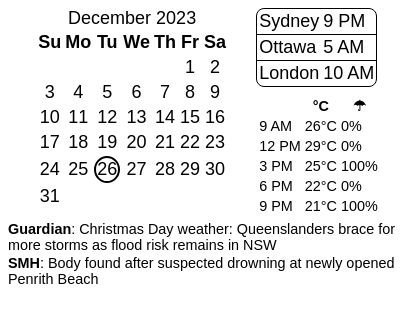 December 2023
Su Mo Tu We Th Fr Sa
1 2
3 4 5 6 7 8 9
10 11 12 13 14 15 16
17 18 19 20 21 22 23
24 25 26 27 28 29 30
31
Sydney 9 PM
Ottawa 5 AM
London 10 AM
°C ☂
9 AM 26°C 0%
12 PM 29°C 0%
3 PM 25°C 100%
6 PM 22°C 0%
9 PM 21°C 100%
Guardian: Christmas Day weather: Queenslanders brace for
more storms as flood risk remains in NSW
SMH: Body found after suspected drowning at newly opened
Penrith Beach